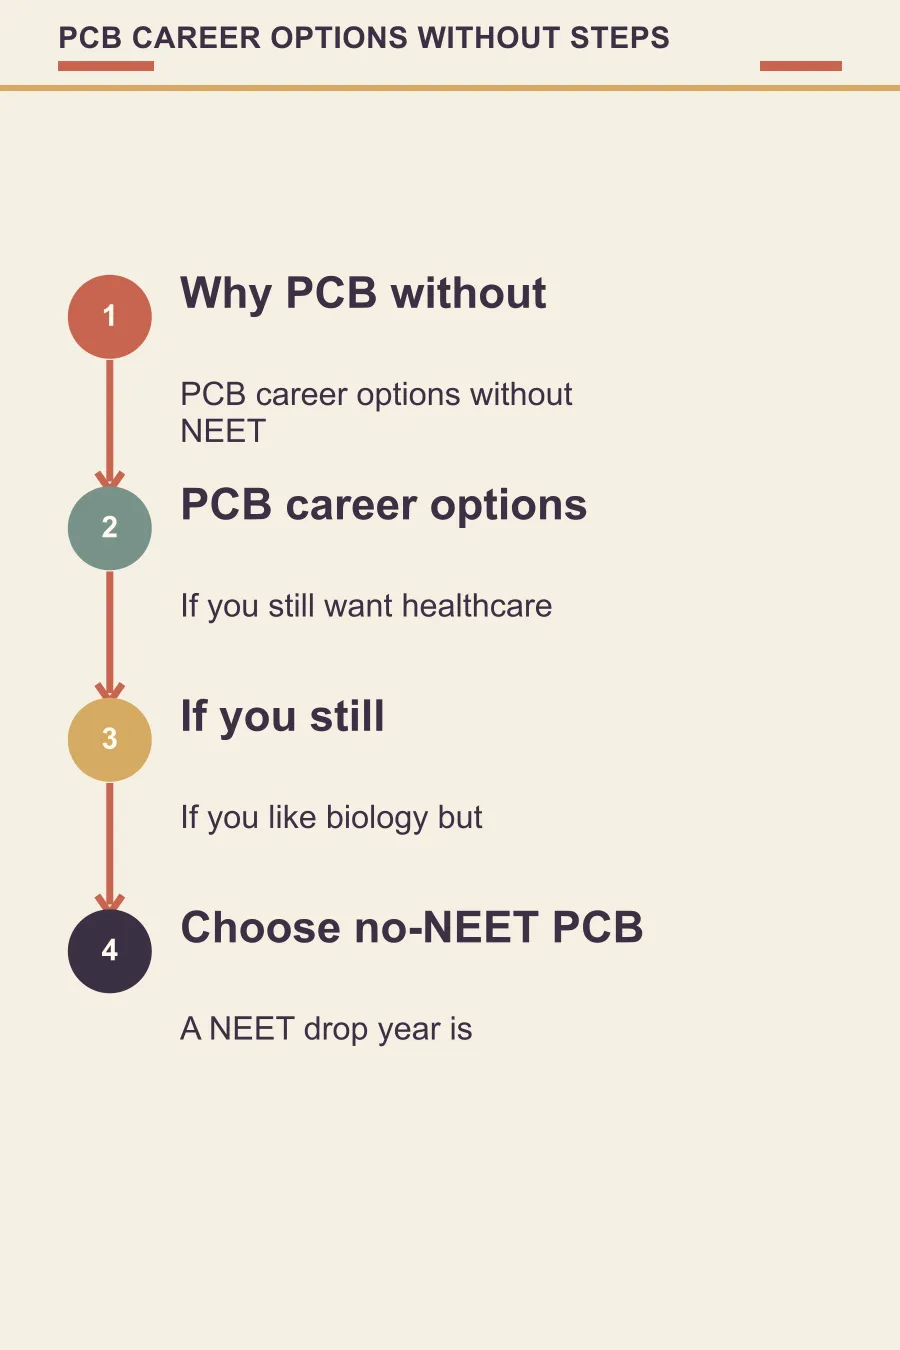 PCB CAREER OPTIONS WITHOUT STEPS
1
Why PCB without
PCB career options without
NEET
2
PCB career options
If you still want healthcare
3
If you still
If you like biology but
4
Choose no-NEET PCB
A NEET drop year is